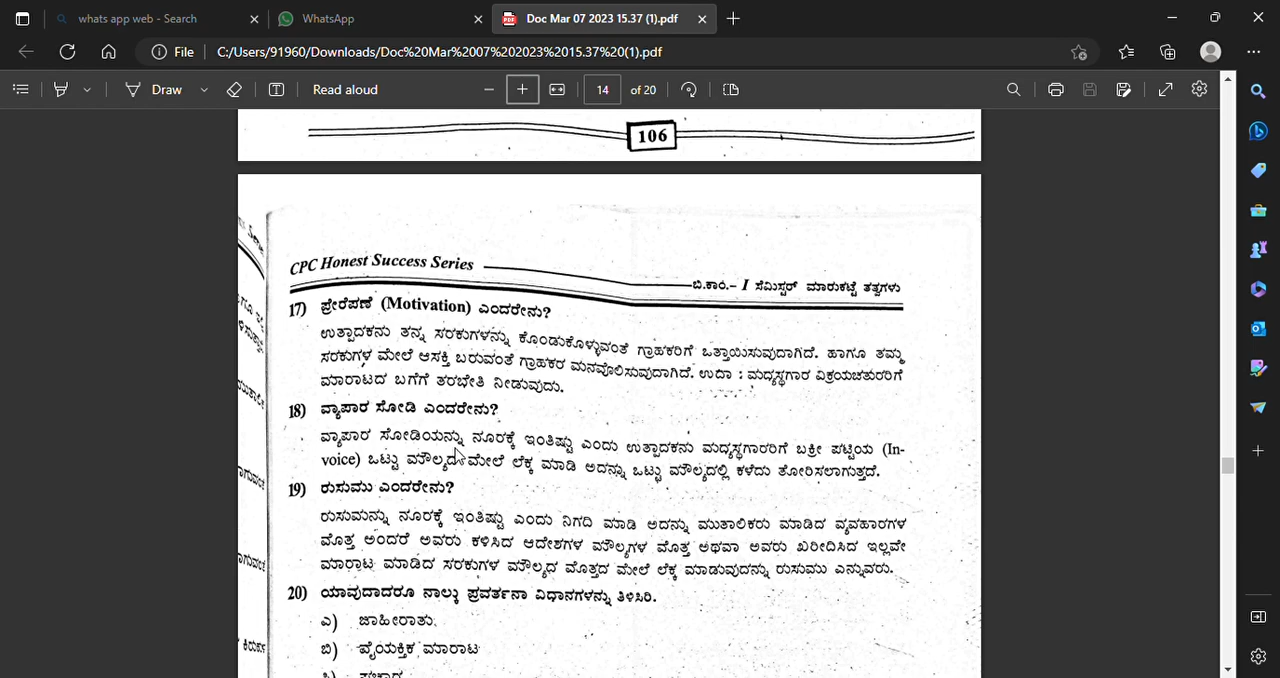 whats app web - Search
WhatsApp
Doc Mar 07 2023 15.37 (1).pdf
File
C:/Users/91960/Downloads/Doc%20Mar%2007%202023%2015.37%20(1).pdf
Draw
Read aloud
14
of 20
106
CPC Honest Success Series
ಬಿ.ಕಾಂ.– I ಸೆಮಿಸ್ಟರ್ ಮಾರುಕಟ್ಟೆ ತತ್ವಗಳು
17) ಪ್ರೇರೆಪಣೆ (Motivation) ಎಂದರೇನು?
ಉತ್ಪಾದಕನು ತನ್ನ ಸರಕುಗಳನ್ನು ಕೊಂಡುಕೊಳ್ಳುವಂತೆ ಗ್ರಾಹಕರಿಗೆ ಒತ್ತಾಯಿಸುವುದಾಗಿದೆ. ಹಾಗೂ ತಮ್ಮ
ಸರಕುಗಳ ಮೇಲೆ ಆಸಕ್ತಿ ಬರುವಂತೆ ಗ್ರಾಹಕರ ಮನವೊಲಿಸುವುದಾಗಿದೆ. ಉದಾ : ಮಧ್ಯಸ್ಥಗಾರ ವಿಕ್ರಯಚತುರರಿಗೆ
ಮಾರಾಟದ ಬಗೆಗೆ ತರಬೇತಿ ನೀಡುವುದು.
18) ವ್ಯಾಪಾರ ಸೋಡಿ ಎಂದರೇನು?
ವ್ಯಾಪಾರ ಸೋಡಿಯನ್ನು ನೂರಕ್ಕೆ ಇಂತಿಷ್ಟು ಎಂದು ಉತ್ಪಾದಕನು ಮಧ್ಯಸ್ಥಗಾರರಿಗೆ ಬಕ್ರೀ ಪಟ್ಟಿಯ (In-
voice) ಒಟ್ಟು ಮೌಲ್ಯದ ಮೇಲೆ ಲೆಕ್ಕ ಮಾಡಿ ಅದನ್ನು ಒಟ್ಟು ಮೌಲ್ಯದಲ್ಲಿ ಕಳೆದು ತೋರಿಸಲಾಗುತ್ತದೆ.
19) ರುಸುಮು ಎಂದರೇನು?
ರುಸುಮನ್ನು ನೂರಕ್ಕೆ ಇಂತಿಷ್ಟು ಎಂದು ನಿಗದಿ ಮಾಡಿ ಅದನ್ನು ಮುತಾಲಿಕರು ಮಾಡಿದ ವ್ಯವಹಾರಗಳ
ಮೊತ್ತ ಅಂದರೆ ಅವರು ಕಳಿಸಿದ ಆದೇಶಗಳ ಮೌಲ್ಯಗಳ ಮೊತ್ತ ಅಥವಾ ಅವರು ಖರೀದಿಸಿದ ಇಲ್ಲವೇ
ಮಾರಾಟ ಮಾಡಿದ ಸರಕುಗಳ ಮೌಲ್ಯದ ಮೊತ್ತದ ಮೇಲೆ ಲೆಕ್ಕ ಮಾಡುವುದನ್ನು ರುಸುಮು ಎನ್ನುವರು.
20) ಯಾವುದಾದರೂ ನಾಲ್ಕು ಪ್ರವರ್ತನಾ ವಿಧಾನಗಳನ್ನು ತಿಳಿಸಿರಿ.
ಎ) ಜಾಹೀರಾತು
ಬಿ) ವೈಯಕ್ತಿಕ ಮಾರಾಟ